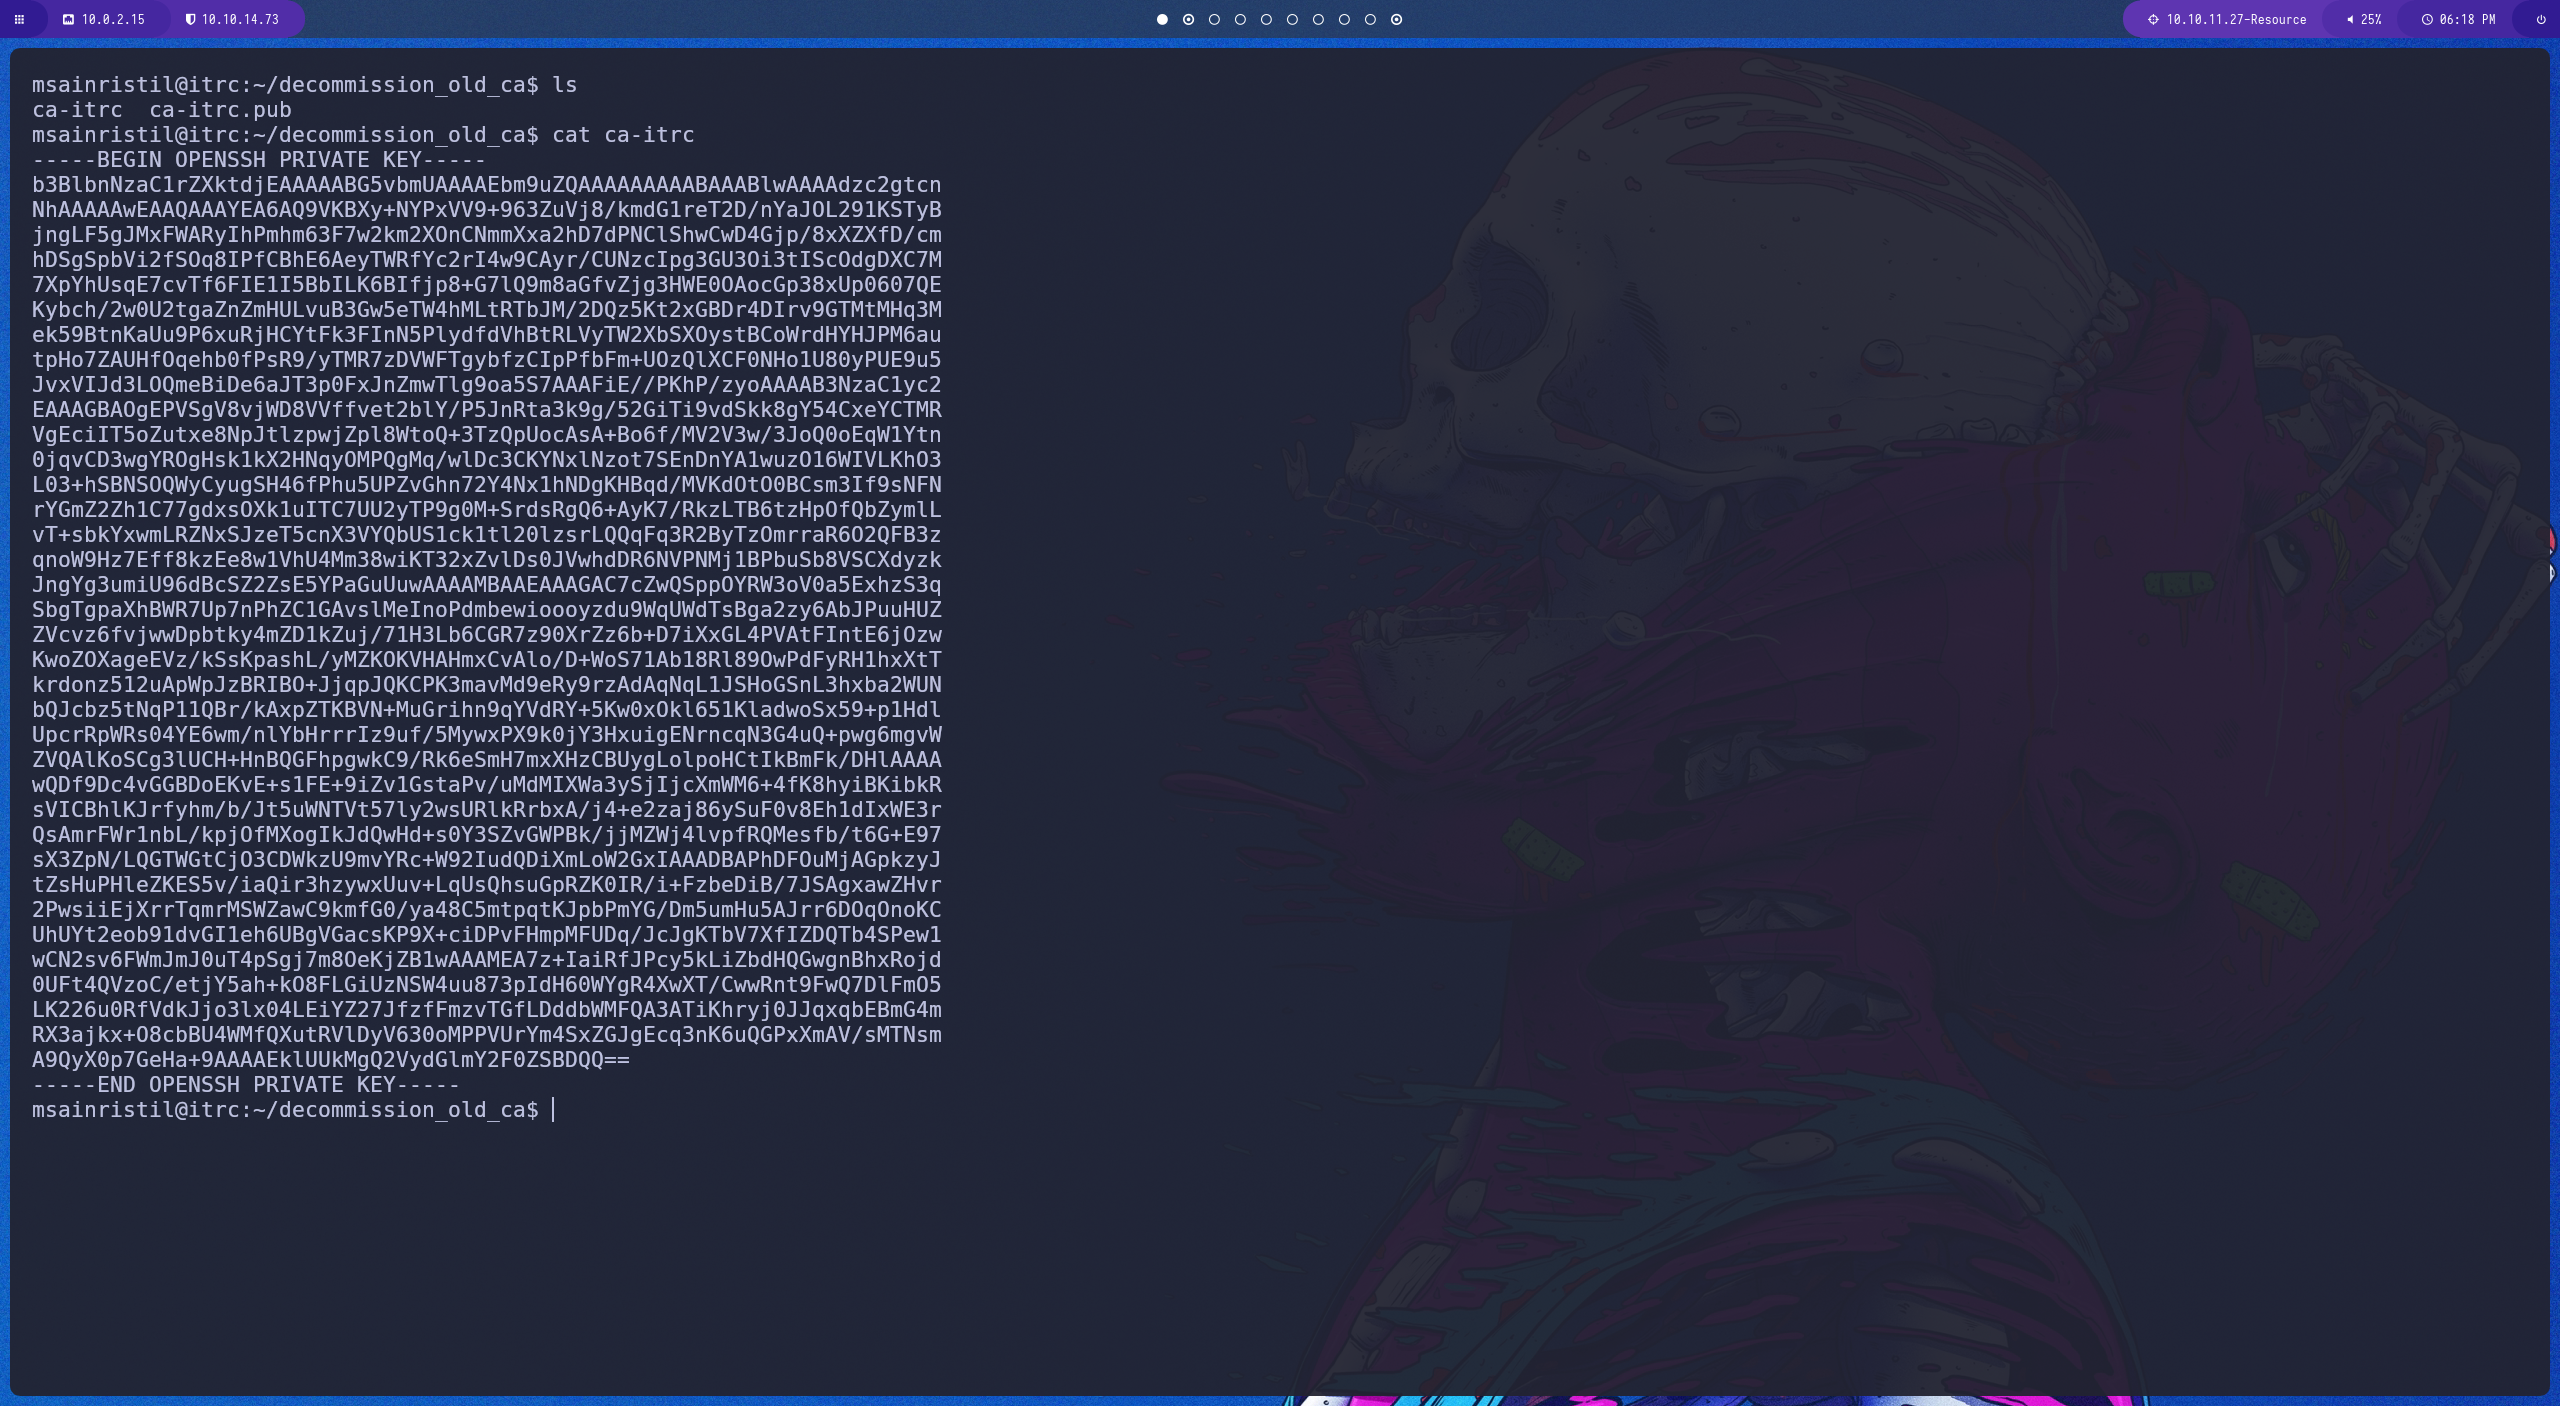 10.0.2.15 10.10.14.73 10.10.11.27-Resource 25% 06:18 PM
msainristil@itrc:~/decommission_old_ca$ ls
ca-itrc  ca-itrc.pub
msainristil@itrc:~/decommission_old_ca$ cat ca-itrc
-----BEGIN OPENSSH PRIVATE KEY-----
b3BlbnNzaC1rZXktdjEAAAAABG5vbmUAAAAEbm9uZQAAAAAAAAABAAABlwAAAAdzc2gtcn
NhAAAAAwEAAQAAAYEA6AQ9VKBXy+NYPxVV9+963ZuVj8/kmdG1reT2D/nYaJOL291KSTyB
jngLF5gJMxFWARyIhPmhm63F7w2km2XOnCNmmXxa2hD7dPNClShwCwD4Gjp/8xXZXfD/cm
hDSgSpbVi2fSOq8IPfCBhE6AeyTWRfYc2rI4w9CAyr/CUNzcIpg3GU3Oi3tIScOdgDXC7M
7XpYhUsqE7cvTf6FIE1I5BbILK6BIfjp8+G7lQ9m8aGfvZjg3HWE0OAocGp38xUp0607QE
Kybch/2w0U2tgaZnZmHULvuB3Gw5eTW4hMLtRTbJM/2DQz5Kt2xGBDr4DIrv9GTMtMHq3M
ek59BtnKaUu9P6xuRjHCYtFk3FInN5PlydfdVhBtRLVyTW2XbSXOystBCoWrdHYHJPM6au
tpHo7ZAUHfOqehb0fPsR9/yTMR7zDVWFTgybfzCIpPfbFm+UOzQlXCF0NHo1U80yPUE9u5
JvxVIJd3LOQmeBiDe6aJT3p0FxJnZmwTlg9oa5S7AAAFiE//PKhP/zyoAAAAB3NzaC1yc2
EAAAGBAOgEPVSgV8vjWD8VVffvet2blY/P5JnRta3k9g/52GiTi9vdSkk8gY54CxeYCTMR
VgEciIT5oZutxe8NpJtlzpwjZpl8WtoQ+3TzQpUocAsA+Bo6f/MV2V3w/3JoQ0oEqW1Ytn
0jqvCD3wgYROgHsk1kX2HNqyOMPQgMq/wlDc3CKYNxlNzot7SEnDnYA1wuzO16WIVLKhO3
L03+hSBNSOQWyCyugSH46fPhu5UPZvGhn72Y4Nx1hNDgKHBqd/MVKdOtO0BCsm3If9sNFN
rYGmZ2Zh1C77gdxsOXk1uITC7UU2yTP9g0M+SrdsRgQ6+AyK7/RkzLTB6tzHpOfQbZymlL
vT+sbkYxwmLRZNxSJzeT5cnX3VYQbUS1ck1tl20lzsrLQQqFq3R2ByTzOmrraR6O2QFB3z
qnoW9Hz7Eff8kzEe8w1VhU4Mm38wiKT32xZvlDs0JVwhdDR6NVPNMj1BPbuSb8VSCXdyzk
JngYg3umiU96dBcSZ2ZsE5YPaGuUuwAAAAMBAAEAAAGAC7cZwQSppOYRW3oV0a5ExhzS3q
SbgTgpaXhBWR7Up7nPhZC1GAvslMeInoPdmbewioooyzdu9WqUWdTsBga2zy6AbJPuuHUZ
ZVcvz6fvjwwDpbtky4mZD1kZuj/71H3Lb6CGR7z90XrZz6b+D7iXxGL4PVAtFIntE6jOzw
KwoZOXageEVz/kSsKpashL/yMZKOKVHAHmxCvAlo/D+WoS71Ab18Rl89OwPdFyRH1hxXtT
krdonz512uApWpJzBRIBO+JjqpJQKCPK3mavMd9eRy9rzAdAqNqL1JSHoGSnL3hxba2WUN
bQJcbz5tNqP11QBr/kAxpZTKBVN+MuGrihn9qYVdRY+5Kw0xOkl651KladwoSx59+p1Hdl
UpcrRpWRs04YE6wm/nlYbHrrrIz9uf/5MywxPX9k0jY3HxuigENrncqN3G4uQ+pwg6mgvW
ZVQAlKoSCg3lUCH+HnBQGFhpgwkC9/Rk6eSmH7mxXHzCBUygLolpoHCtIkBmFk/DHlAAAA
wQDf9Dc4vGGBDoEKvE+s1FE+9iZv1GstaPv/uMdMIXWa3ySjIjcXmWM6+4fK8hyiBKibkR
sVICBhlKJrfyhm/b/Jt5uWNTVt57ly2wsURlkRrbxA/j4+e2zaj86ySuF0v8Eh1dIxWE3r
QsAmrFWr1nbL/kpjOfMXogIkJdQwHd+s0Y3SZvGWPBk/jjMZWj4lvpfRQMesfb/t6G+E97
sX3ZpN/LQGTWGtCjO3CDWkzU9mvYRc+W92IudQDiXmLoW2GxIAAADBAPhDFOuMjAGpkzyJ
tZsHuPHleZKES5v/iaQir3hzywxUuv+LqUsQhsuGpRZK0IR/i+FzbeDiB/7JSAgxawZHvr
2PwsiiEjXrrTqmrMSWZawC9kmfG0/ya48C5mtpqtKJpbPmYG/Dm5umHu5AJrr6DOqOnoKC
UhUYt2eob91dvGI1eh6UBgVGacsKP9X+ciDPvFHmpMFUDq/JcJgKTbV7XfIZDQTb4SPew1
wCN2sv6FWmJmJ0uT4pSgj7m8OeKjZB1wAAAMEA7z+IaiRfJPcy5kLiZbdHQGwgnBhxRojd
0UFt4QVzoC/etjY5ah+kO8FLGiUzNSW4uu873pIdH60WYgR4XwXT/CwwRnt9FwQ7DlFmO5
LK226u0RfVdkJjo3lx04LEiYZ27JfzfFmzvTGfLDddbWMFQA3ATiKhryj0JJqxqbEBmG4m
RX3ajkx+O8cbBU4WMfQXutRVlDyV630oMPPVUrYm4SxZGJgEcq3nK6uQGPxXmAV/sMTNsm
A9QyX0p7GeHa+9AAAAEklUUkMgQ2VydGlmY2F0ZSBDQQ==
-----END OPENSSH PRIVATE KEY-----
msainristil@itrc:~/decommission_old_ca$